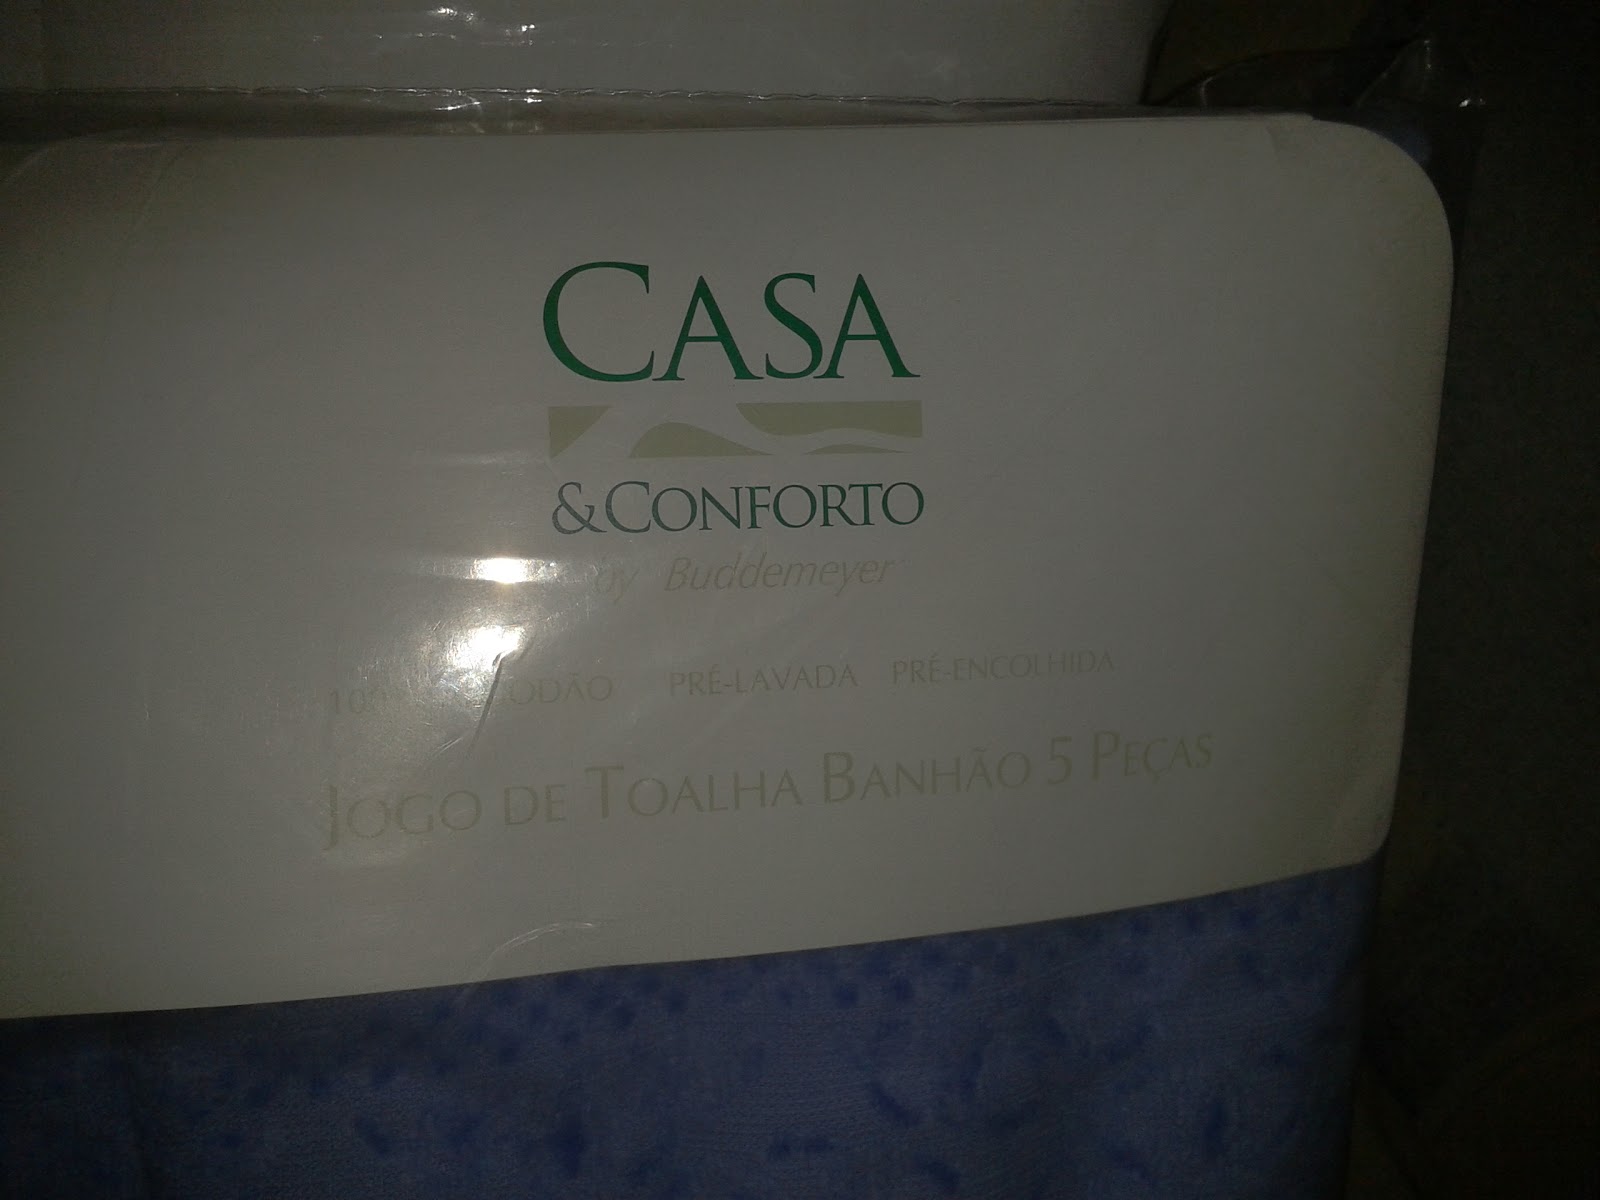 CASA
&CONFORTO
by Buddemeyer
PRÉ-LAVADA PRÉ-ENCOLHIDA
JOGO DE TOALHA BANHÃO 5 PEÇAS